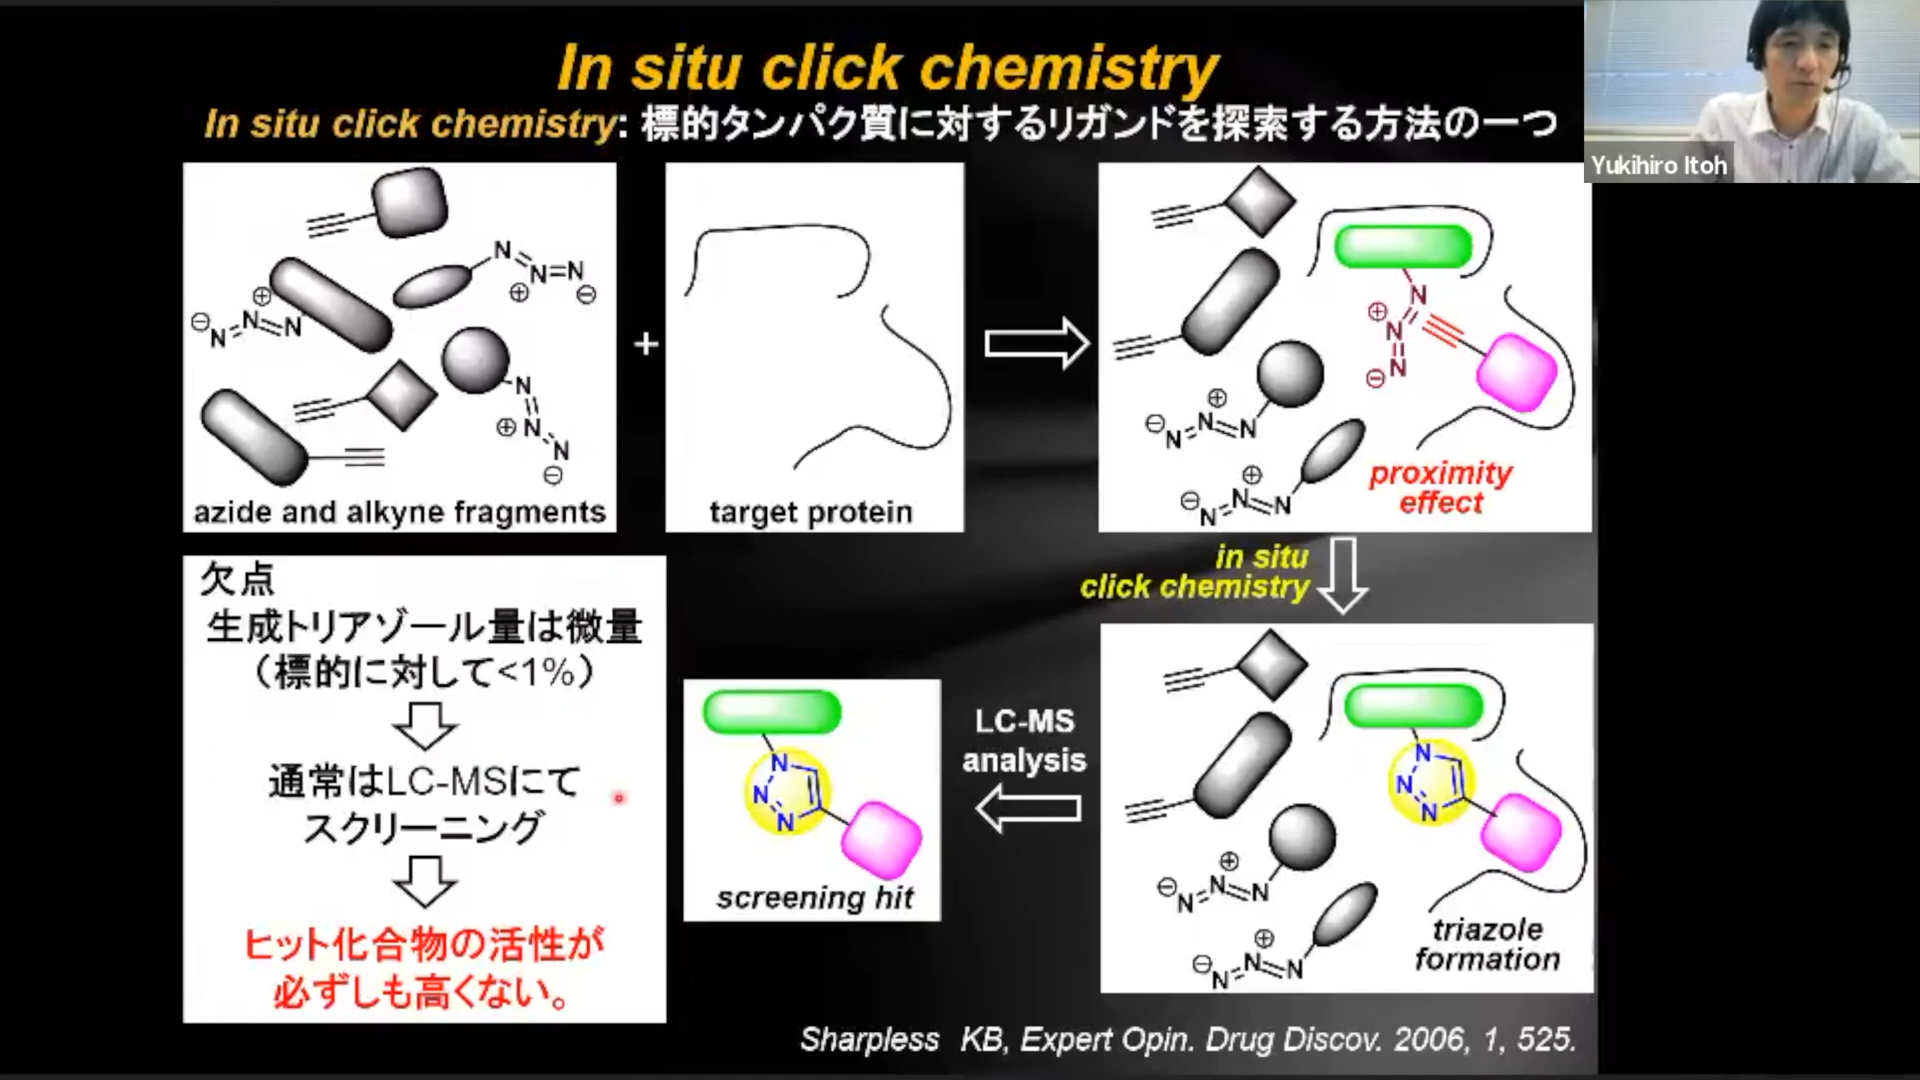 In situ click chemistry
In situ click chemistry: 標的タンパク質に対するリガンドを探索する方法の一つ
Yukihiro Itoh
N
N
N
⊕
⊖
⊕
⊖
N
N
N
N
⊕
N
N
⊖
azide and alkyne fragments
+
target protein
N
⊕
N
N
⊖
⊕
⊖
N
N
N
⊕
⊖
N
N
N
proximity
effect
in situ
click chemistry
欠点
生成トリアゾール量は微量
（標的に対して<1%）
通常はLC-MSにて
スクリーニング
ヒット化合物の活性が
必ずしも高くない。
N
N
N
screening hit
LC-MS
analysis
N
N
N
⊕
⊖
N
N
N
⊕
⊖
N
N
N
triazole
formation
Sharpless KB, Expert Opin. Drug Discov. 2006, 1, 525.